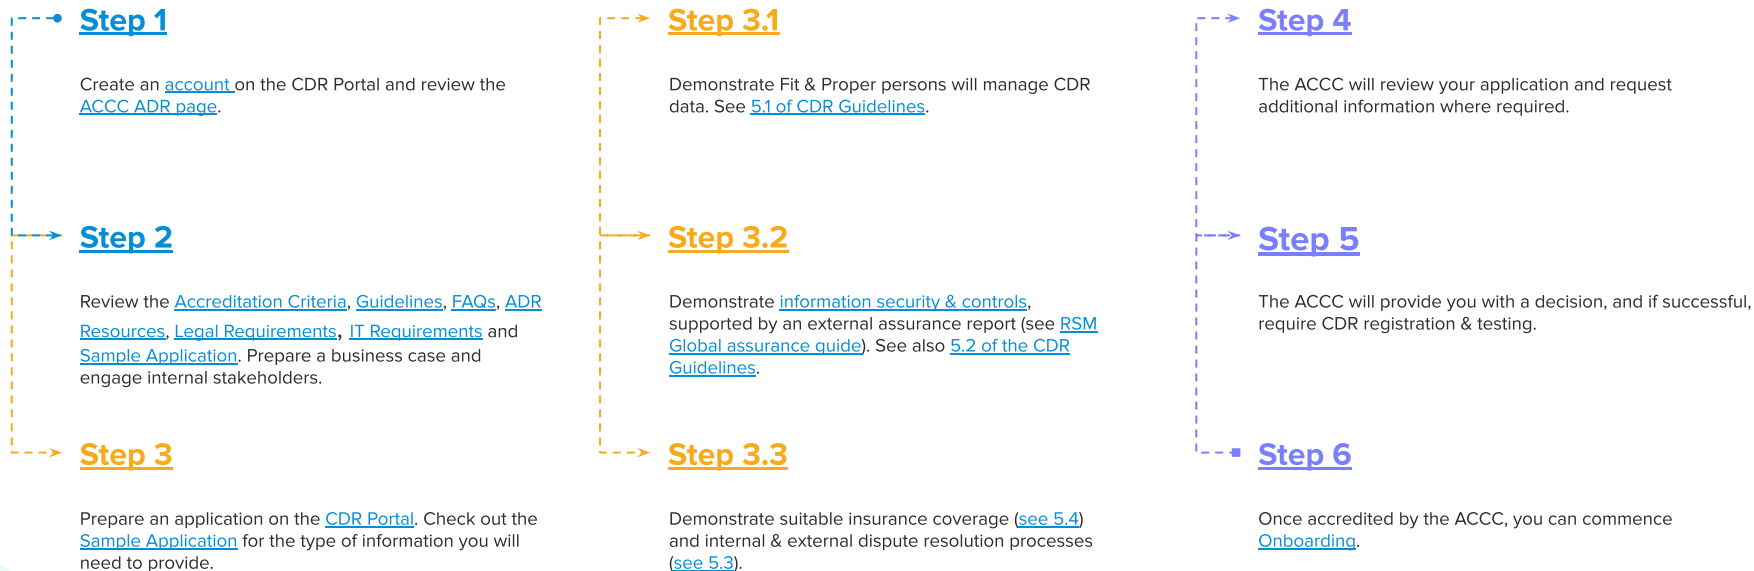 Step 1
Create an account on the CDR Portal and review the
ACCC ADR page.
Step 2
Review the Accreditation Criteria, Guidelines, FAQs, ADR
Resources, Legal Requirements, IT Requirements and
Sample Application. Prepare a business case and
engage internal stakeholders.
Step 3
Prepare an application on the CDR Portal. Check out the
Sample Application for the type of information you will
need to provide.
Step 3.1
Demonstrate Fit & Proper persons will manage CDR
data. See 5.1 of CDR Guidelines.
Step 3.2
Demonstrate information security & controls,
supported by an external assurance report (see RSM
Global assurance guide). See also 5.2 of the CDR
Guidelines.
Step 3.3
Demonstrate suitable insurance coverage (see 5.4)
and internal & external dispute resolution processes
(see 5.3).
Step 4
The ACCC will review your application and request
additional information where required.
Step 5
The ACCC will provide you with a decision, and if successful,
require CDR registration & testing.
Step 6
Once accredited by the ACCC, you can commence
Onboarding.